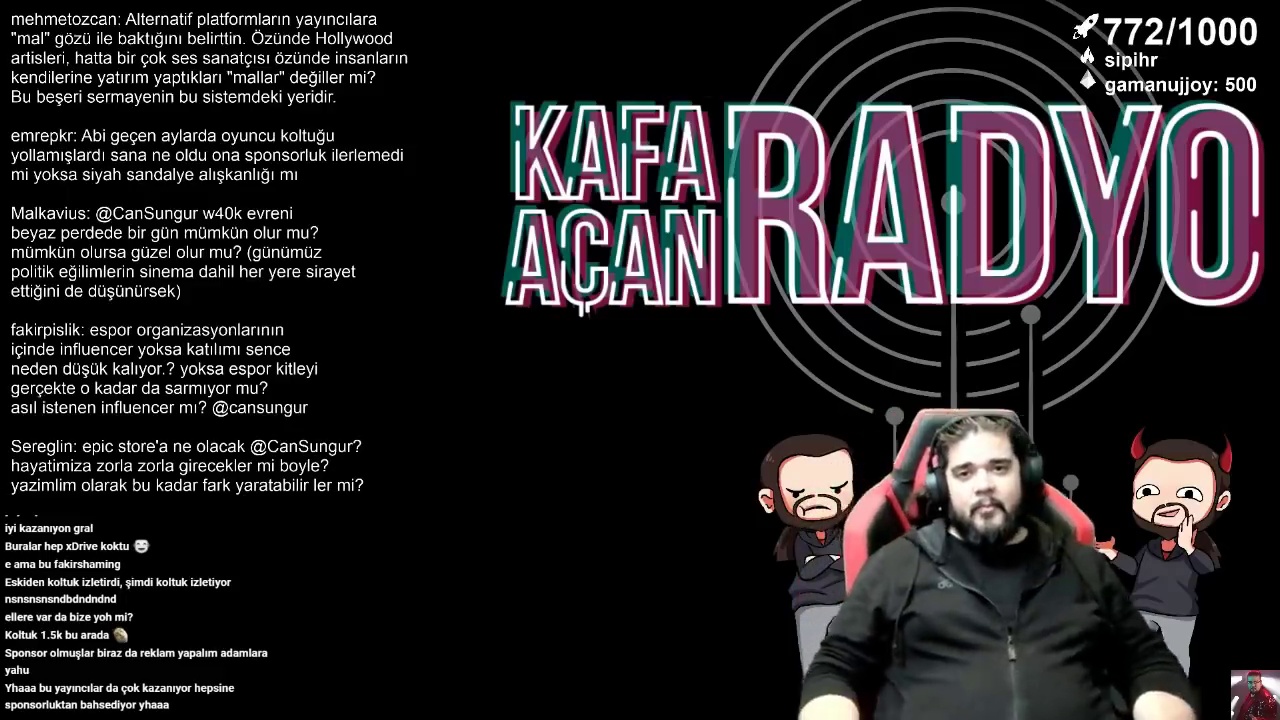 mehmetozcan: Alternatif platformların yayıncılara
"mal" gözü ile baktığını belirttin. Özünde Hollywood
artisleri, hatta bir çok ses sanatçısı özünde insanların
kendilerine yatırım yaptıkları "mallar" değiller mi?
Bu beşeri sermayenin bu sistemdeki yeridir.
emrepkr: Abi geçen aylarda oyuncu koltuğu
yollamışlardı sana ne oldu ona sponsorluk ilerlemedi
mi yoksa siyah sandalye alışkanlığı mı
Malkavius: @CanSungur w40k evreni
beyaz perdede bir gün mümkün olur mu?
mümkün olursa güzel olur mu? (günümüz
politik eğilimlerin sinema dahil her yere sirayet
ettiğini de düşünürsek)
fakirpislik: espor organizasyonlarının
içinde influencer yoksa katılımı sence
neden düşük kalıyor.? yoksa espor kitleyi
gerçekte o kadar da sarmıyor mu?
asıl istenen influencer mı? @cansungur
Sereglin: epic store'a ne olacak @CanSungur?
hayatimiza zorla zorla girecekler mi boyle?
yazimlim olarak bu kadar fark yaratabilir ler mi?
iyi kazanıyon gral
Buralar hep xDrive koktu
e ama bu fakirshaming
Eskiden koltuk izletirdi, şimdi koltuk izletiyor
nsnsnsnsndbdndndnd
ellere var da bize yoh mi?
Koltuk 1.5k bu arada
Sponsor olmuşlar biraz da reklam yapalım adamlara
yahu
Yhaaa bu yayıncılar da çok kazanıyor hepsine
sponsorluktan bahsediyor yhaaa
772/1000
sipihr
gamanujjoy: 500
KAFA
AÇAN
RADYO